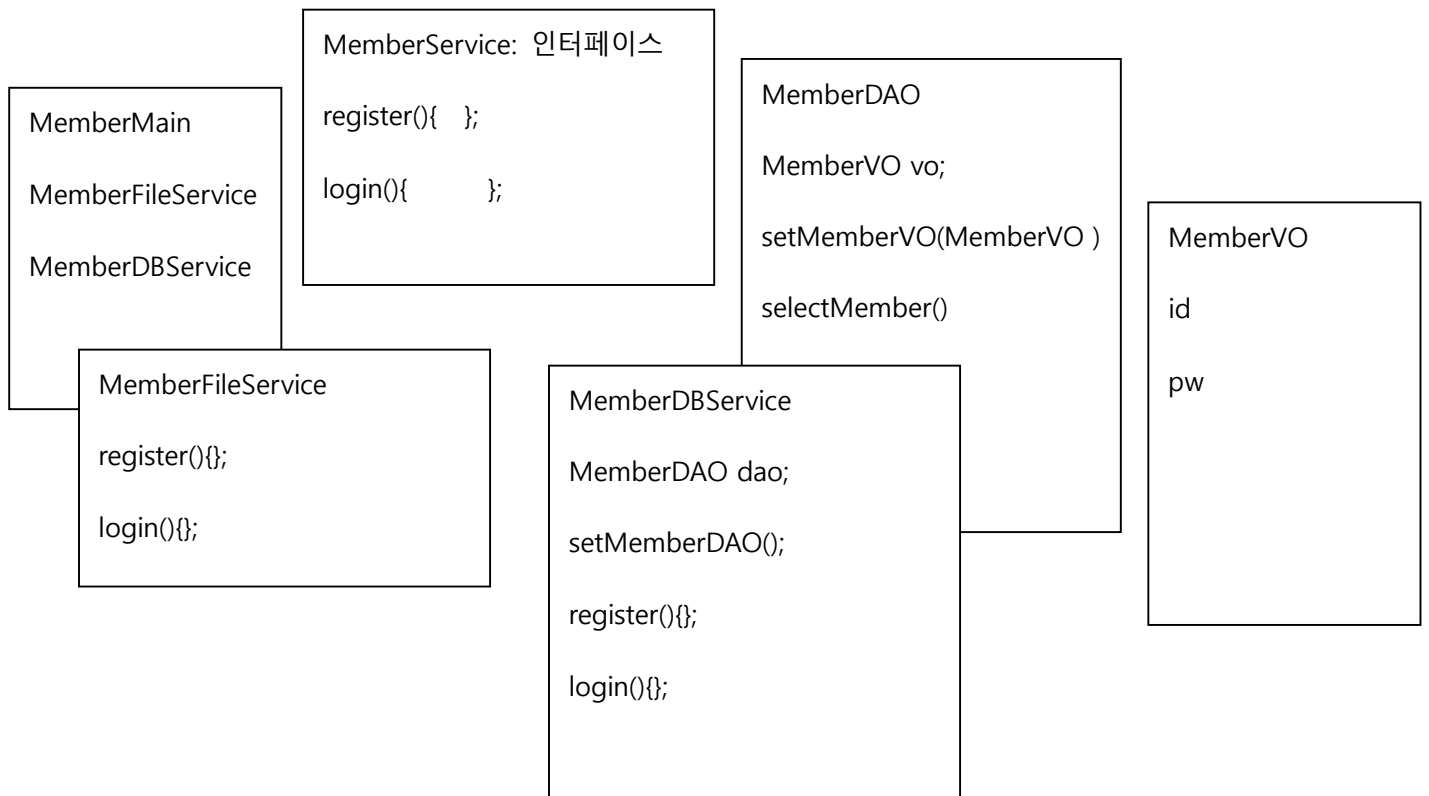 MemberMain
MemberFileService
MemberDBService
MemberService: 인터페이스
register(){ };
login(){ };
MemberDAO
MemberVO vo;
setMemberVO(MemberVO )
selectMember()
MemberVO
id
pw
MemberFileService
register(){};
login(){};
MemberDBService
MemberDAO dao;
setMemberDAO();
register(){};
login(){};